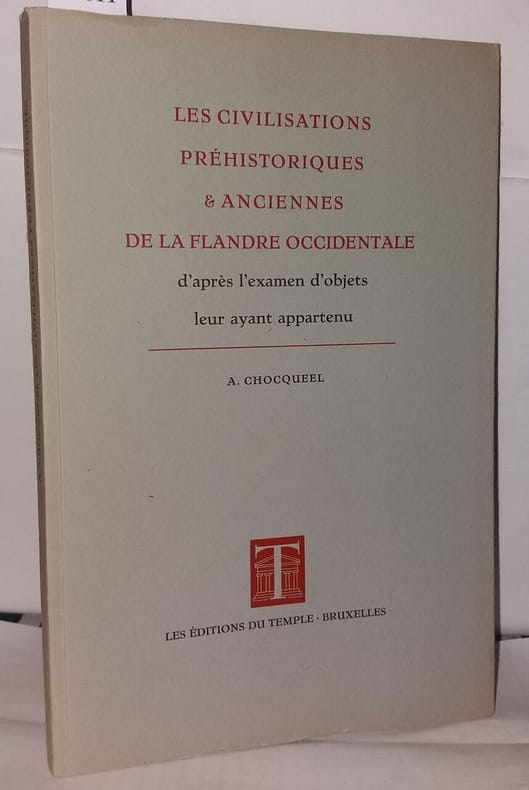 LES CIVILISATIONS
PRÉHISTORIQUES
& ANCIENNES
DE LA FLANDRE OCCIDENTALE
d'après l'examen d'objets
leur ayant appartenu
A. CHOCQUEEL
T
LES ÉDITIONS DU TEMPLE · BRUXELLES